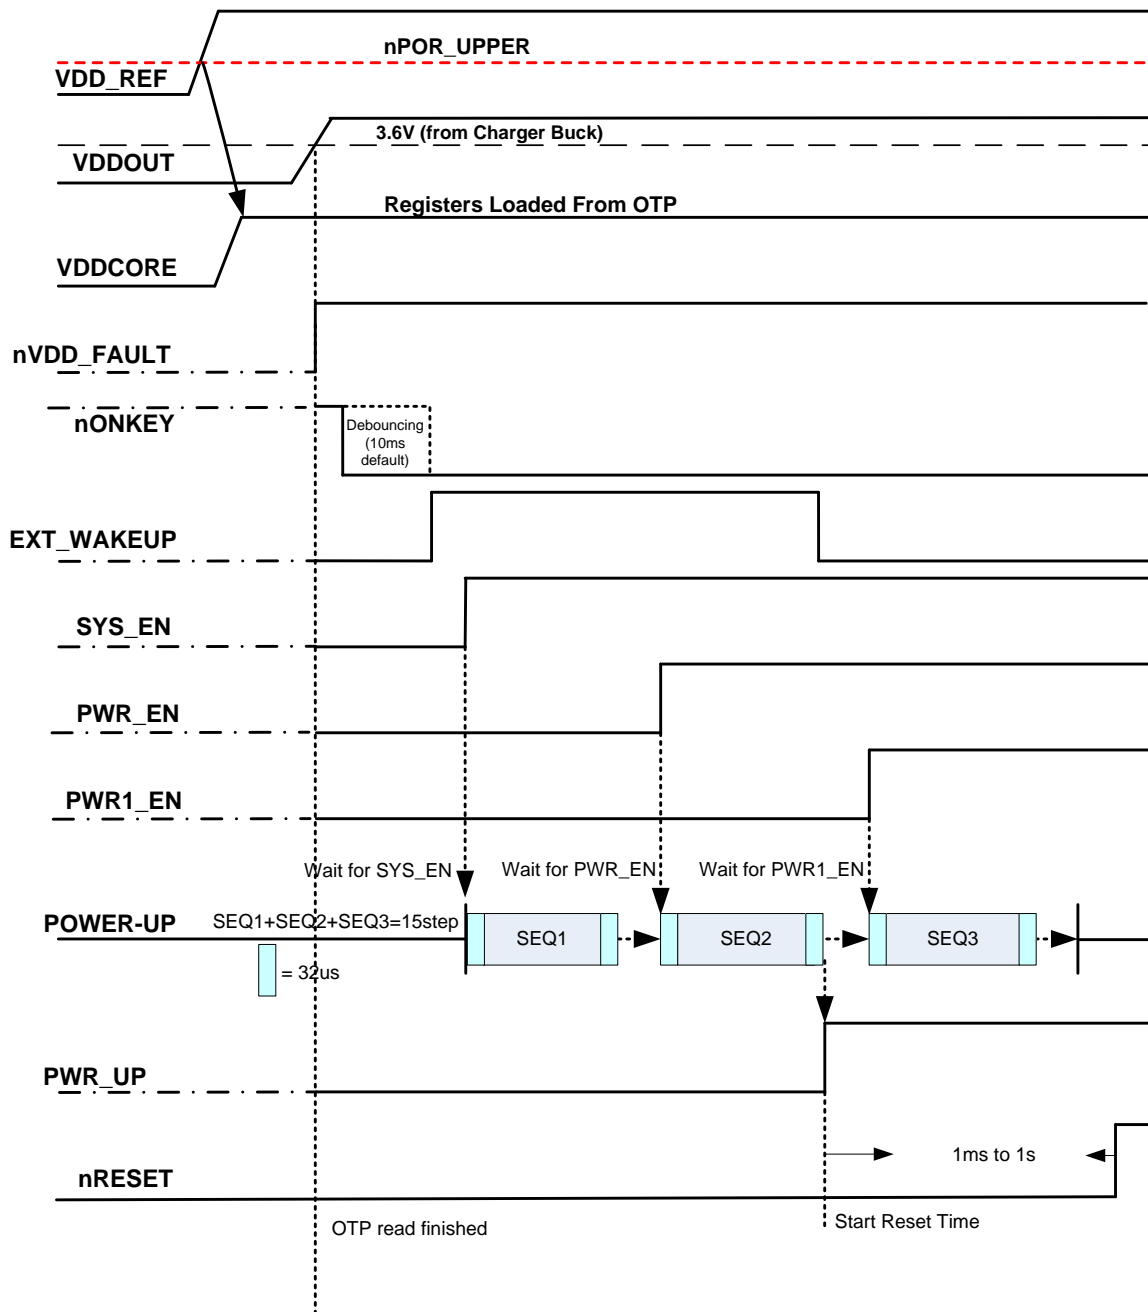 nPOR_UPPER
VDD_REF
3.6V (from Charger Buck)
VDDOUT
Registers Loaded From OTP
VDDCORE
nVDD_FAULT
nONKEY
Debouncing
(10ms
default)
EXT_WAKEUP
SYS_EN
PWR_EN
PWR1_EN
Wait for SYS_EN
Wait for PWR_EN
Wait for PWR1_EN
POWER-UP
SEQ1+SEQ2+SEQ3=15step
SEQ1
SEQ2
SEQ3
= 32us
PWR_UP
1ms to 1s
nRESET
OTP read finished
Start Reset Time